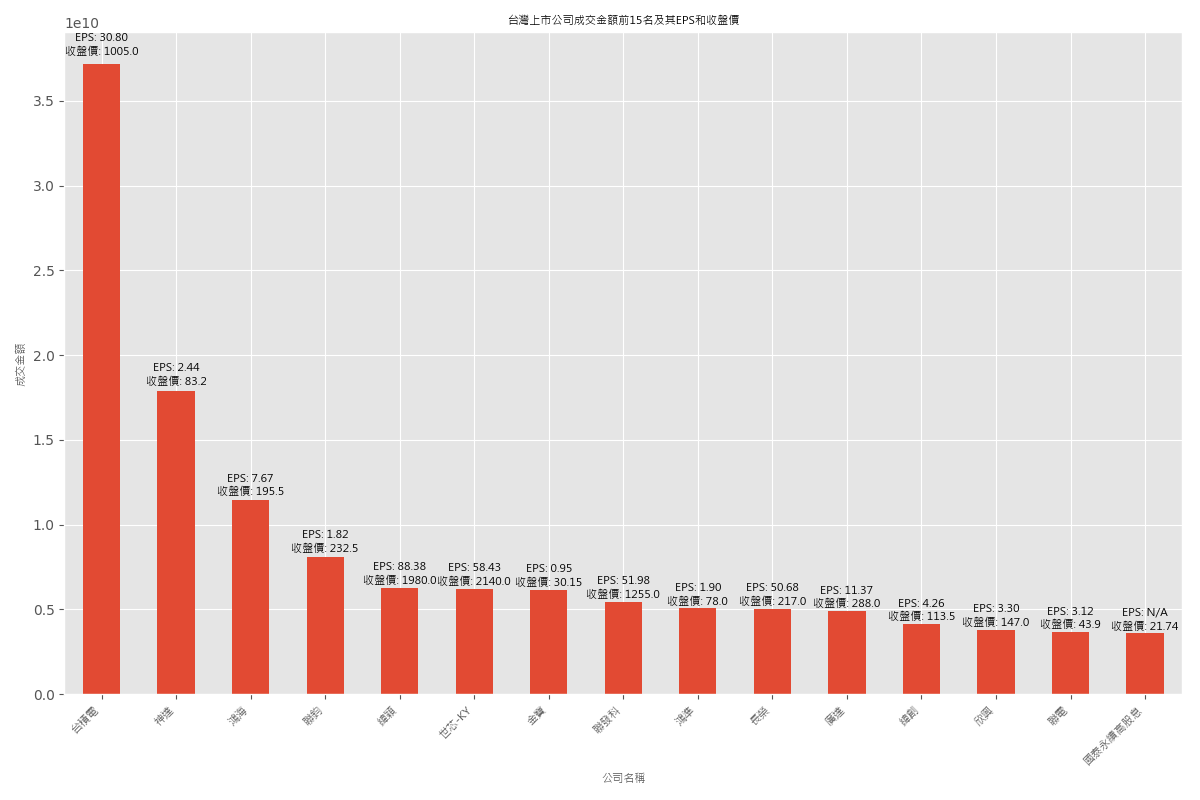 台灣上市公司成交金額前15名及其EPS和收盤價
1e10
EPS: 30.80
收盤價: 1005.0
EPS: 2.44
收盤價: 83.2
EPS: 7.67
收盤價: 195.5
EPS: 1.82
收盤價: 232.5
EPS: 88.38
收盤價: 1980.0
EPS: 58.43
收盤價: 2140.0
EPS: 0.95
收盤價: 30.15
EPS: 51.98
收盤價: 1255.0
EPS: 1.90
收盤價: 78.0
EPS: 50.68
收盤價: 217.0
EPS: 11.37
收盤價: 288.0
EPS: 4.26
收盤價: 113.5
EPS: 3.30
收盤價: 147.0
EPS: 3.12
收盤價: 43.9
EPS: N/A
收盤價: 21.74
3.5
3.0
2.5
2.0
1.5
1.0
0.5
0.0
成交金額
台積電
神達
鴻海
聯鈞
緯穎
世芯-KY
金寶
聯發科
鴻準
長榮
廣達
緯創
欣興
聯電
國泰永續高股息
公司名稱